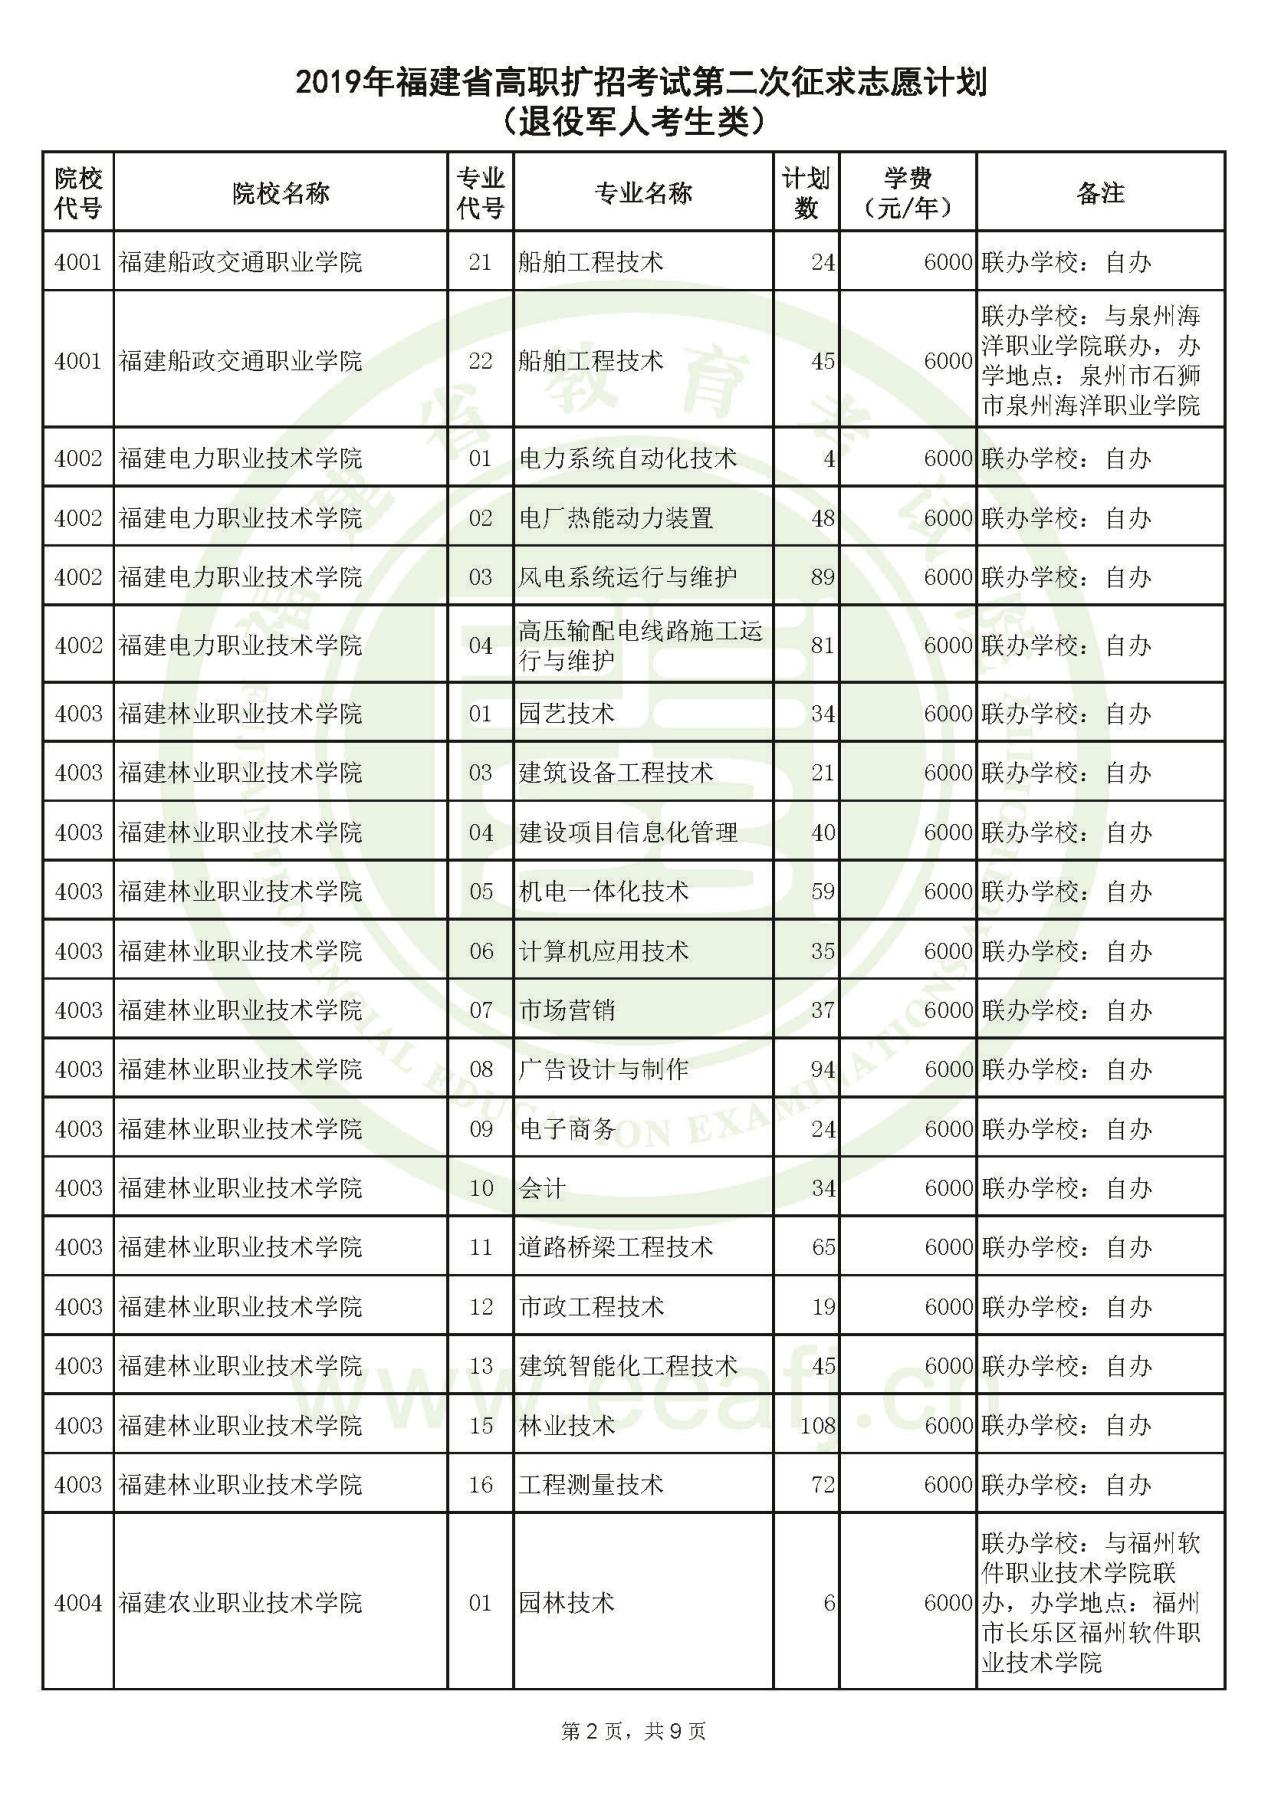 2019年福建省高职扩招考试第二次征求志愿计划
（退役军人考生类）
院校代号 院校名称 专业代号 专业名称 计划数 学费（元/年） 备注
4001 福建船政交通职业学院 21 船舶工程技术 24 6000 联办学校：自办
4001 福建船政交通职业学院 22 船舶工程技术 45 6000 联办学校：与泉州海
洋职业学院联办，办
学地点：泉州市石狮
市泉州海洋职业学院
4002 福建电力职业技术学院 01 电力系统自动化技术 4 6000 联办学校：自办
4002 福建电力职业技术学院 02 电厂热能动力装置 48 6000 联办学校：自办
4002 福建电力职业技术学院 03 风电系统运行与维护 89 6000 联办学校：自办
4002 福建电力职业技术学院 04 高压输配电线路施工运行与维护 81 6000 联办学校：自办
4003 福建林业职业技术学院 01 园艺技术 34 6000 联办学校：自办
4003 福建林业职业技术学院 03 建筑设备工程技术 21 6000 联办学校：自办
4003 福建林业职业技术学院 04 建设项目信息化管理 40 6000 联办学校：自办
4003 福建林业职业技术学院 05 机电一体化技术 59 6000 联办学校：自办
4003 福建林业职业技术学院 06 计算机应用技术 35 6000 联办学校：自办
4003 福建林业职业技术学院 07 市场营销 37 6000 联办学校：自办
4003 福建林业职业技术学院 08 广告设计与制作 94 6000 联办学校：自办
4003 福建林业职业技术学院 09 电子商务 24 6000 联办学校：自办
4003 福建林业职业技术学院 10 会计 34 6000 联办学校：自办
4003 福建林业职业技术学院 11 道路桥梁工程技术 65 6000 联办学校：自办
4003 福建林业职业技术学院 12 市政工程技术 19 6000 联办学校：自办
4003 福建林业职业技术学院 13 建筑智能化工程技术 45 6000 联办学校：自办
4003 福建林业职业技术学院 15 林业技术 108 6000 联办学校：自办
4003 福建林业职业技术学院 16 工程测量技术 72 6000 联办学校：自办
4004 福建农业职业技术学院 01 园林技术 6 6000 联办学校：与福州软
件职业技术学院联
办，办学地点：福州
市长乐区福州软件职
业技术学院
第 2 页，共 9 页
福建省教育考试院
FUJIAN PROVINCIAL EDUCATION EXAMINATIONS AUTHORITY
www.eeafj.cn